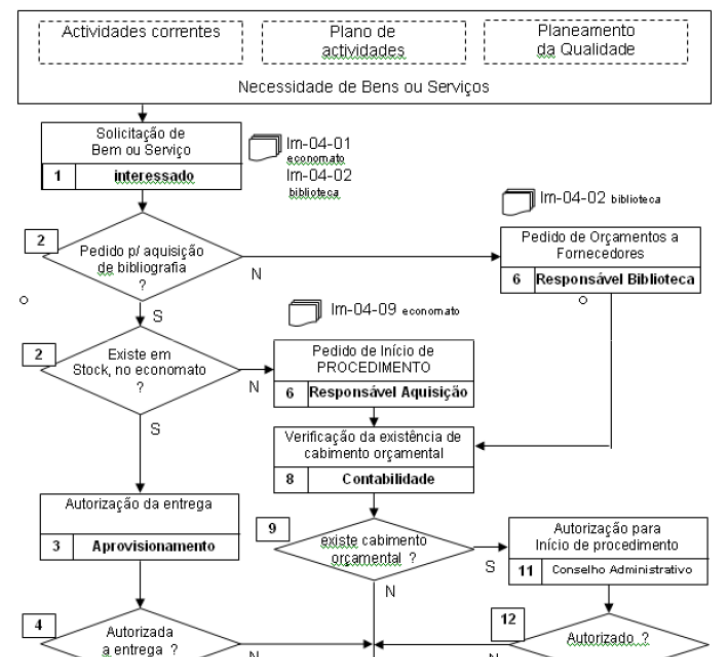 Actividades correntes
Plano de
actividades
Planeamento
da Qualidade
Necessidade de Bens ou Serviços
Solicitação de
Bem ou Serviço
1 interessado
Im-04-01
economato
Im-04-02
biblioteca
2
Pedido p/ aquisição
de bibliografia
?
N
S
Im-04-02 biblioteca
Pedido de Orçamentos a
Fornecedores
6 Responsável Biblioteca
Im-04-09 economato
2
Existe em
Stock, no economato
?
N
S
Pedido de Início de
PROCEDIMENTO
6 Responsável Aquisição
Verificação da existência de
cabimento orçamental
8 Contabilidade
Autorização da entrega
3 Aprovisionamento
9
existe cabimento
orçamental ?
S
N
Autorização para
Início de procedimento
11 Conselho Administrativo
4
Autorizada
a entrega ?
N
12
Autorizado ?
N